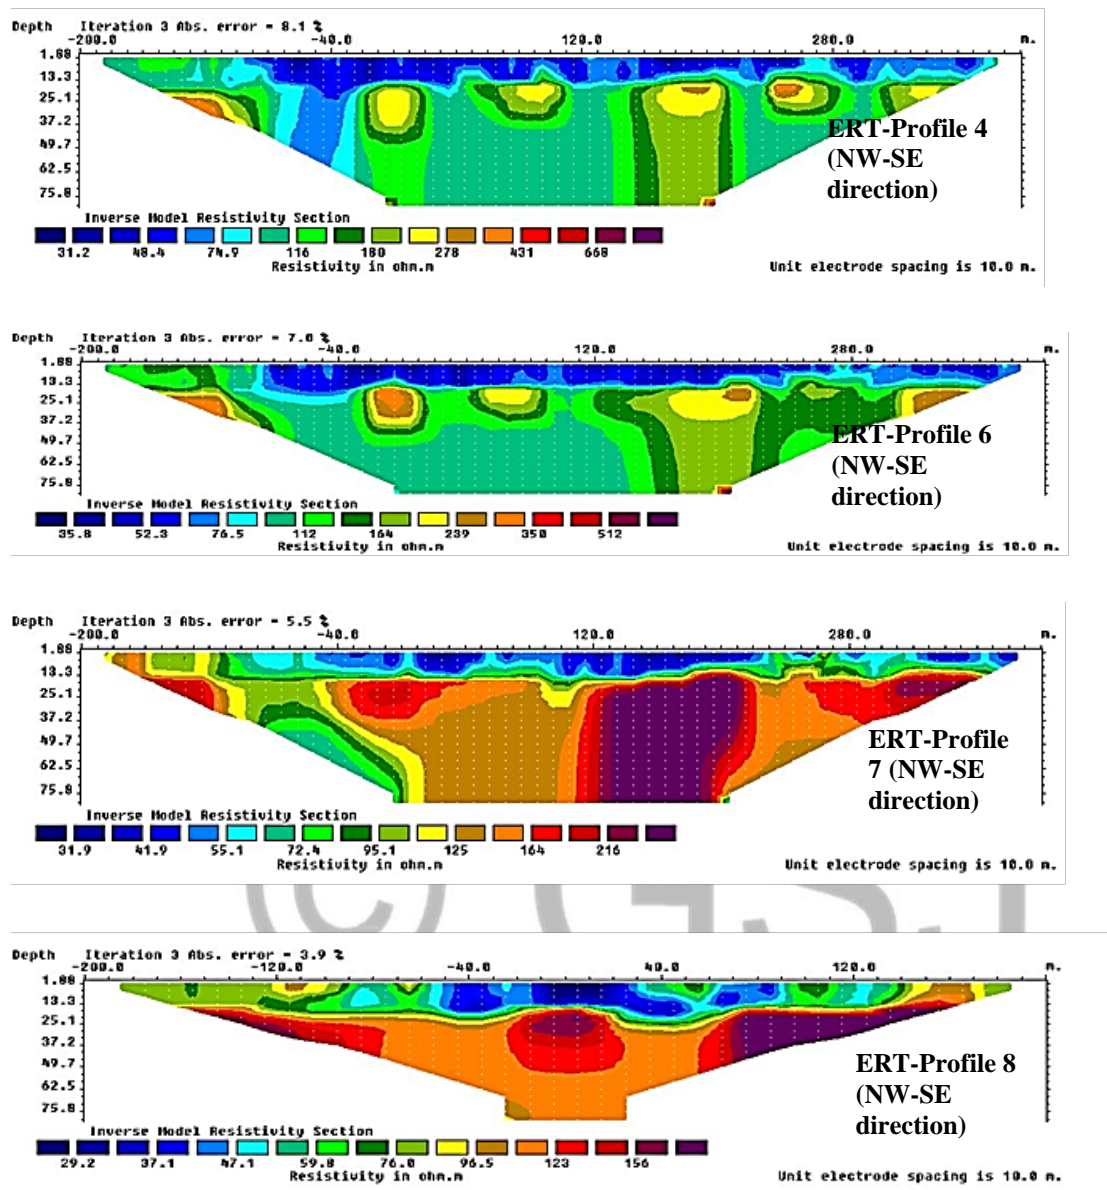 Depth Iteration 3 Abs. error = 8.1 %
-200.0 -40.0 120.0 280.0 m.
1.88
13.3
25.1
37.2
49.7
62.5
75.8
ERT-Profile 4
(NW-SE
direction)
Inverse Model Resistivity Section
31.2 48.4 74.9 116 180 278 431 668
Resistivity in ohm.m
Unit electrode spacing is 10.0 m.
Depth Iteration 3 Abs. error = 7.0 %
-200.0 -40.0 120.0 280.0 m.
1.88
13.3
25.1
37.2
49.7
62.5
75.8
ERT-Profile 6
(NW-SE
direction)
Inverse Model Resistivity Section
35.8 52.3 76.5 112 164 239 350 512
Resistivity in ohm.m
Unit electrode spacing is 10.0 m.
Depth Iteration 3 Abs. error = 5.5 %
-200.0 -40.0 120.0 280.0 m.
1.88
13.3
25.1
37.2
49.7
62.5
75.8
ERT-Profile
7 (NW-SE
direction)
Inverse Model Resistivity Section
31.9 41.9 55.1 72.4 95.1 125 164 216
Resistivity in ohm.m
Unit electrode spacing is 10.0 m.
Depth Iteration 3 Abs. error = 3.9 %
-200.0 -120.0 -40.0 40.0 120.0 m.
1.88
13.3
25.1
37.2
49.7
62.5
75.8
ERT-Profile 8
(NW-SE
direction)
Inverse Model Resistivity Section
29.2 37.1 47.1 59.8 76.0 96.5 123 156
Resistivity in ohm.m
Unit electrode spacing is 10.0 m.